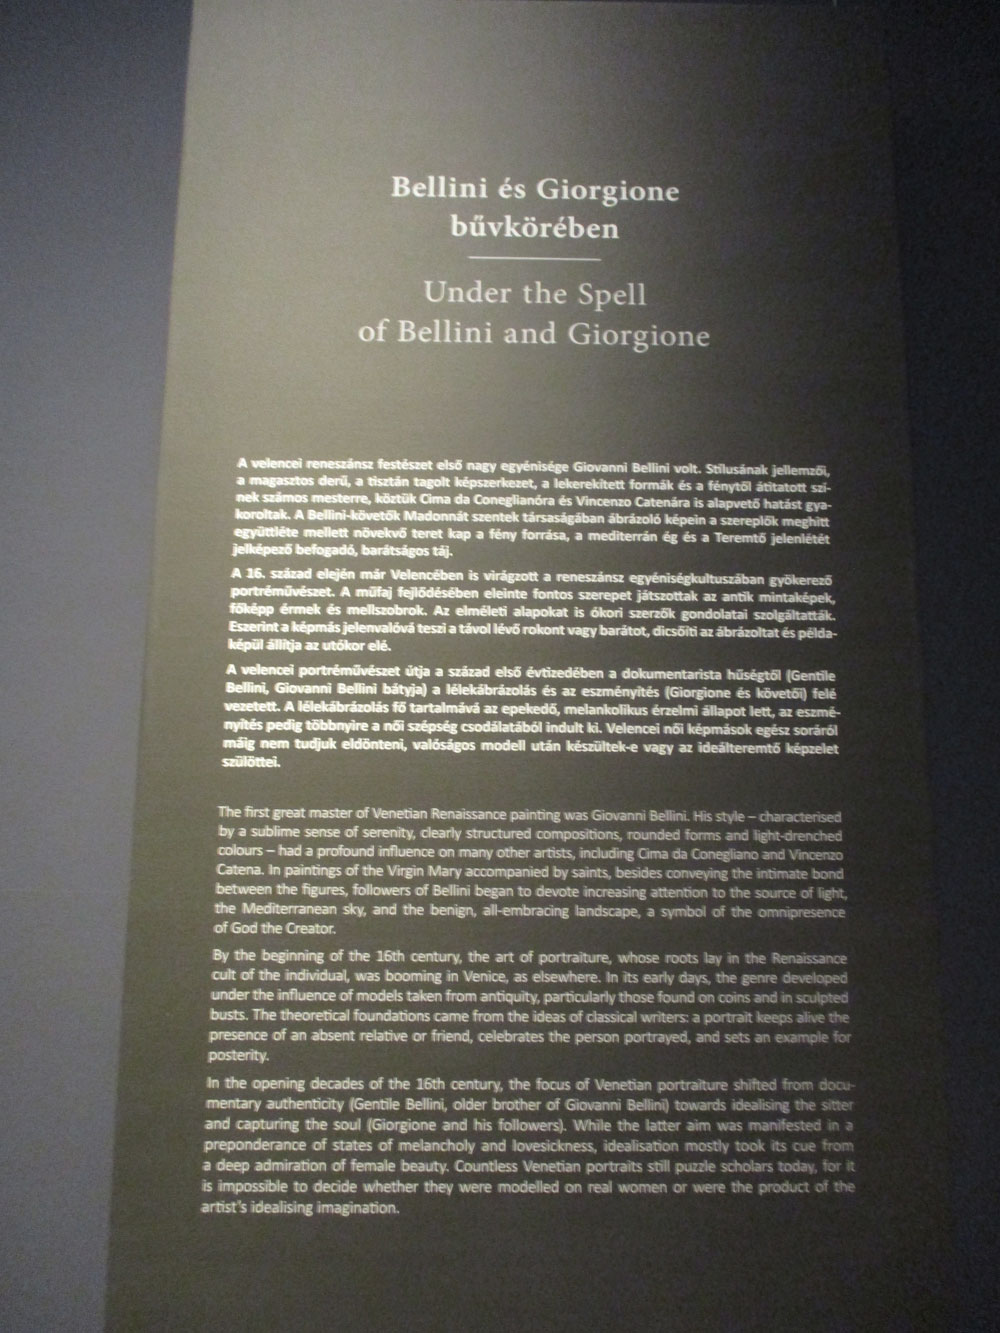 Bellini és Giorgione
bűvkörében
Under the Spell
of Bellini and Giorgione
A velencei reneszánsz festészet első nagy egyénisége Giovanni Bellini volt. Stílusának jellemzői,
a magasztos derű, a tisztán tagolt képszerkezet, a lekerekített formák és a fénytől átitatott szí-
nek számos mesterre, köztük Cima da Coneglianóra és Vincenzo Catenára is alapvető hatást gya-
koroltak. A Bellini-követők Madonnát szentek társaságában ábrázoló képein a szereplők meghitt
együttléte mellett növekvő teret kap a fény forrása, a mediterrán ég és a Teremtő jelenlétét
jelképező befogadó, barátságos táj.
A 16. század elején már Velencében is virágzott a reneszánsz egyéniségkultuszában gyökerező
portréművészet. A műfaj fejlődésében eleinte fontos szerepet játszottak az antik mintaképek,
főképp érmek és mellszobrok. Az elméleti alapokat is ókori szerzők gondolatai szolgáltatták.
Eszerint a képmás jelenvalóvá teszi a távol lévő rokont vagy barátot, dicsőíti az ábrázoltat és példa-
képül állítja az utókor elé.
A velencei portréművészet útja a század első évtizedében a dokumentarista hűségtől (Gentile
Bellini, Giovanni Bellini bátyja) a lélekábrázolás és az eszményítés (Giorgione és követői) felé
vezetett. A lélekábrázolás fő tartalmává az epekedő, melankolikus érzelmi állapot lett, az eszmé-
nyítés pedig többnyire a női szépség csodálatából indult ki. Velencei női képmások egész soráról
máig nem tudjuk eldönteni, valóságos modell után készültek-e vagy az ideálteremtő képzelet
szülöttei.
The first great master of Venetian Renaissance painting was Giovanni Bellini. His style – characterised
by a sublime sense of serenity, clearly structured compositions, rounded forms and light-drenched
colours – had a profound influence on many other artists, including Cima da Conegliano and Vincenzo
Catena. In paintings of the Virgin Mary accompanied by saints, besides conveying the intimate bond
between the figures, followers of Bellini began to devote increasing attention to the source of light,
the Mediterranean sky, and the benign, all-embracing landscape, a symbol of the omnipresence
of God the Creator.
By the beginning of the 16th century, the art of portraiture, whose roots lay in the Renaissance
cult of the individual, was booming in Venice, as elsewhere. In its early days, the genre developed
under the influence of models taken from antiquity, particularly those found on coins and in sculpted
busts. The theoretical foundations came from the ideas of classical writers: a portrait keeps alive the
presence of an absent relative or friend, celebrates the person portrayed, and sets an example for
posterity.
In the opening decades of the 16th century, the focus of Venetian portraiture shifted from docu-
mentary authenticity (Gentile Bellini, older brother of Giovanni Bellini) towards idealising the sitter
and capturing the soul (Giorgione and his followers). While the latter aim was manifested in a
preponderance of states of melancholy and lovesickness, idealisation mostly took its cue from
a deep admiration of female beauty. Countless Venetian portraits still puzzle scholars today, for it
is impossible to decide whether they were modelled on real women or were the product of the
artist's idealising imagination.